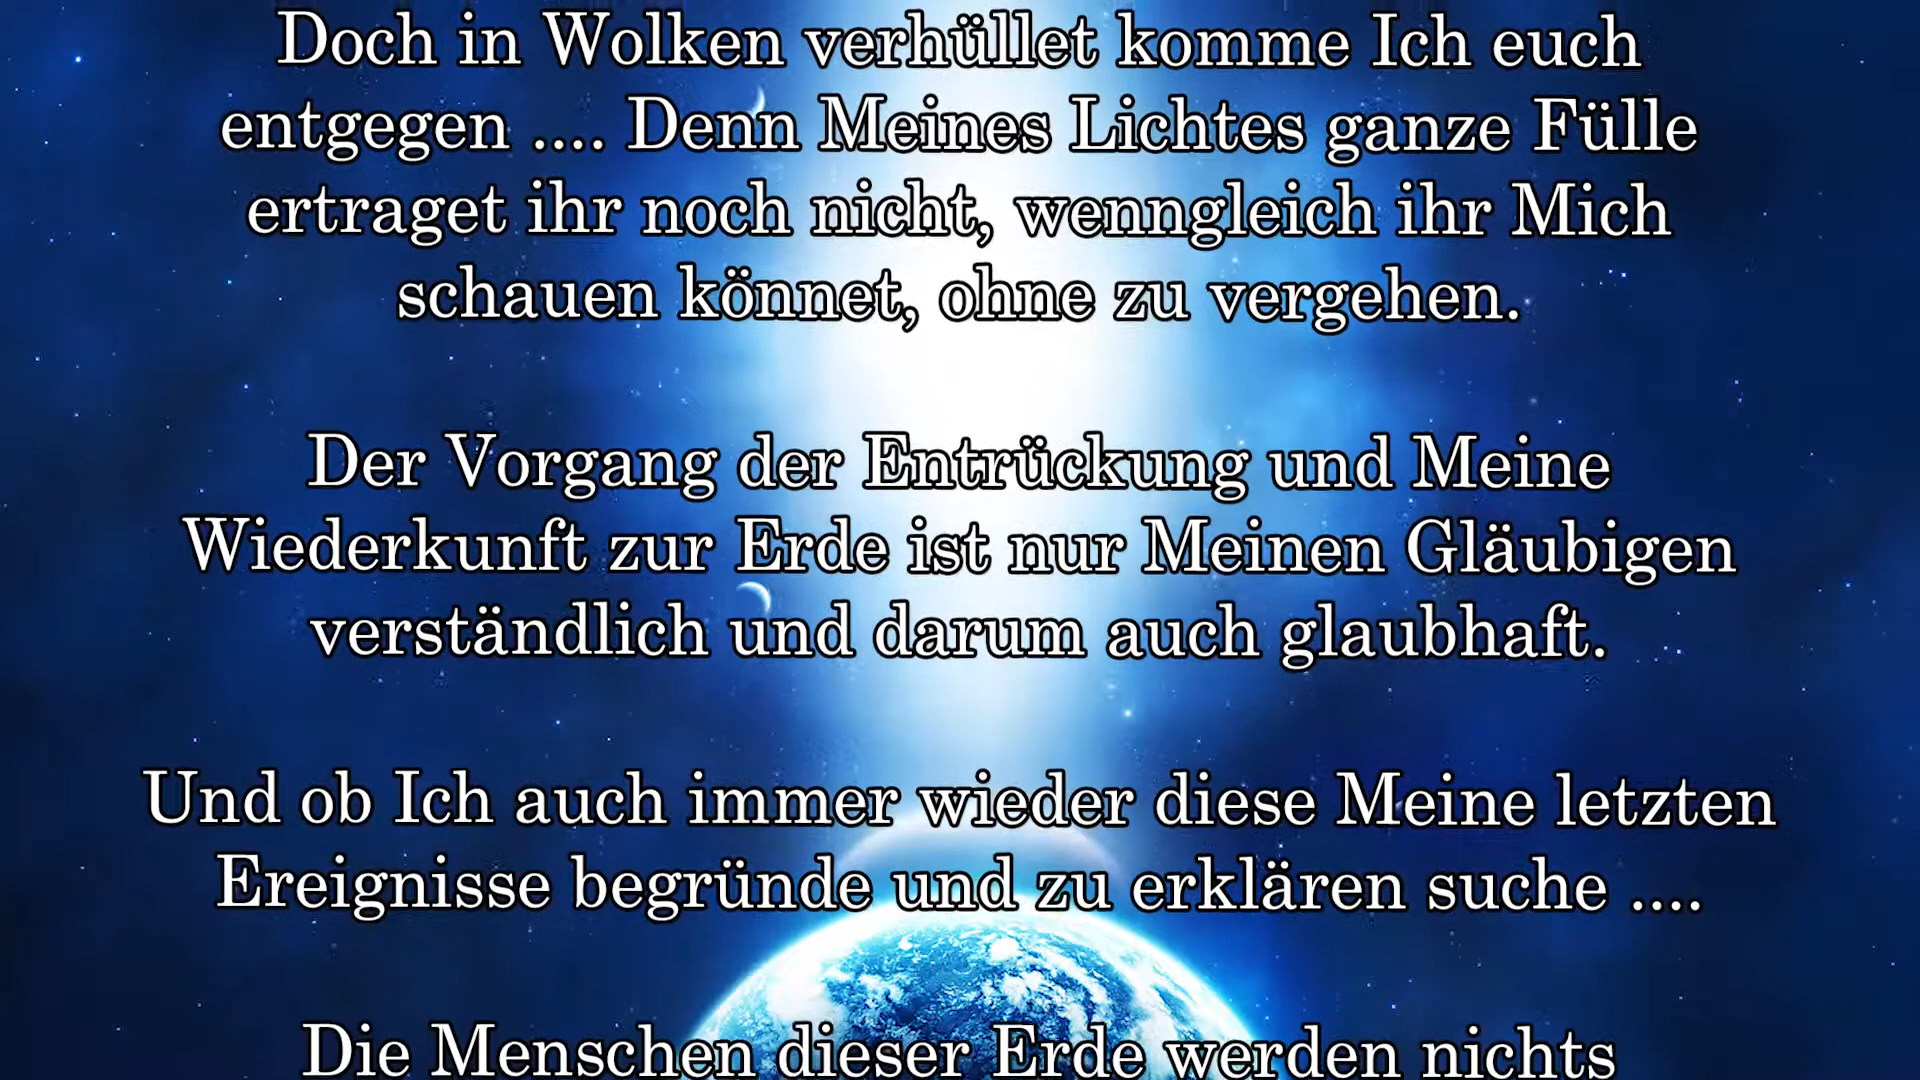 Doch in Wolken verhüllet komme Ich euch
entgegen .... Denn Meines Lichtes ganze Fülle
ertraget ihr noch nicht, wenngleich ihr Mich
schauen könnet, ohne zu vergehen.
Der Vorgang der Entrückung und Meine
Wiederkunft zur Erde ist nur Meinen Gläubigen
verständlich und darum auch glaubhaft.
Und ob Ich auch immer wieder diese Meine letzten
Ereignisse begründe und zu erklären suche ....
Die Menschen dieser Erde werden nichts